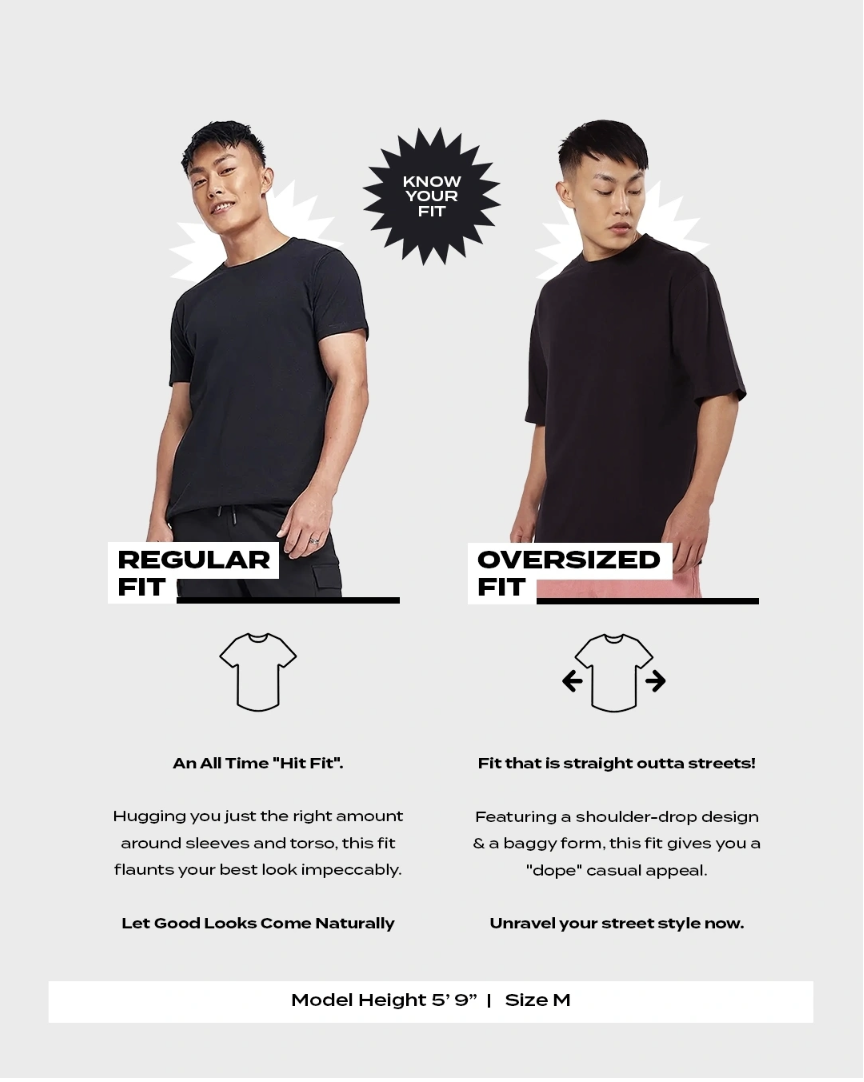 KNOW
YOUR
FIT
REGULAR
FIT
An All Time "Hit Fit".
Hugging you just the right amount
around sleeves and torso, this fit
flaunts your best look impeccably.
Let Good Looks Come Naturally
OVERSIZED
FIT
Fit that is straight outta streets!
Featuring a shoulder-drop design
& a baggy form, this fit gives you a
"dope" casual appeal.
Unravel your street style now.
Model Height 5’ 9” | Size M